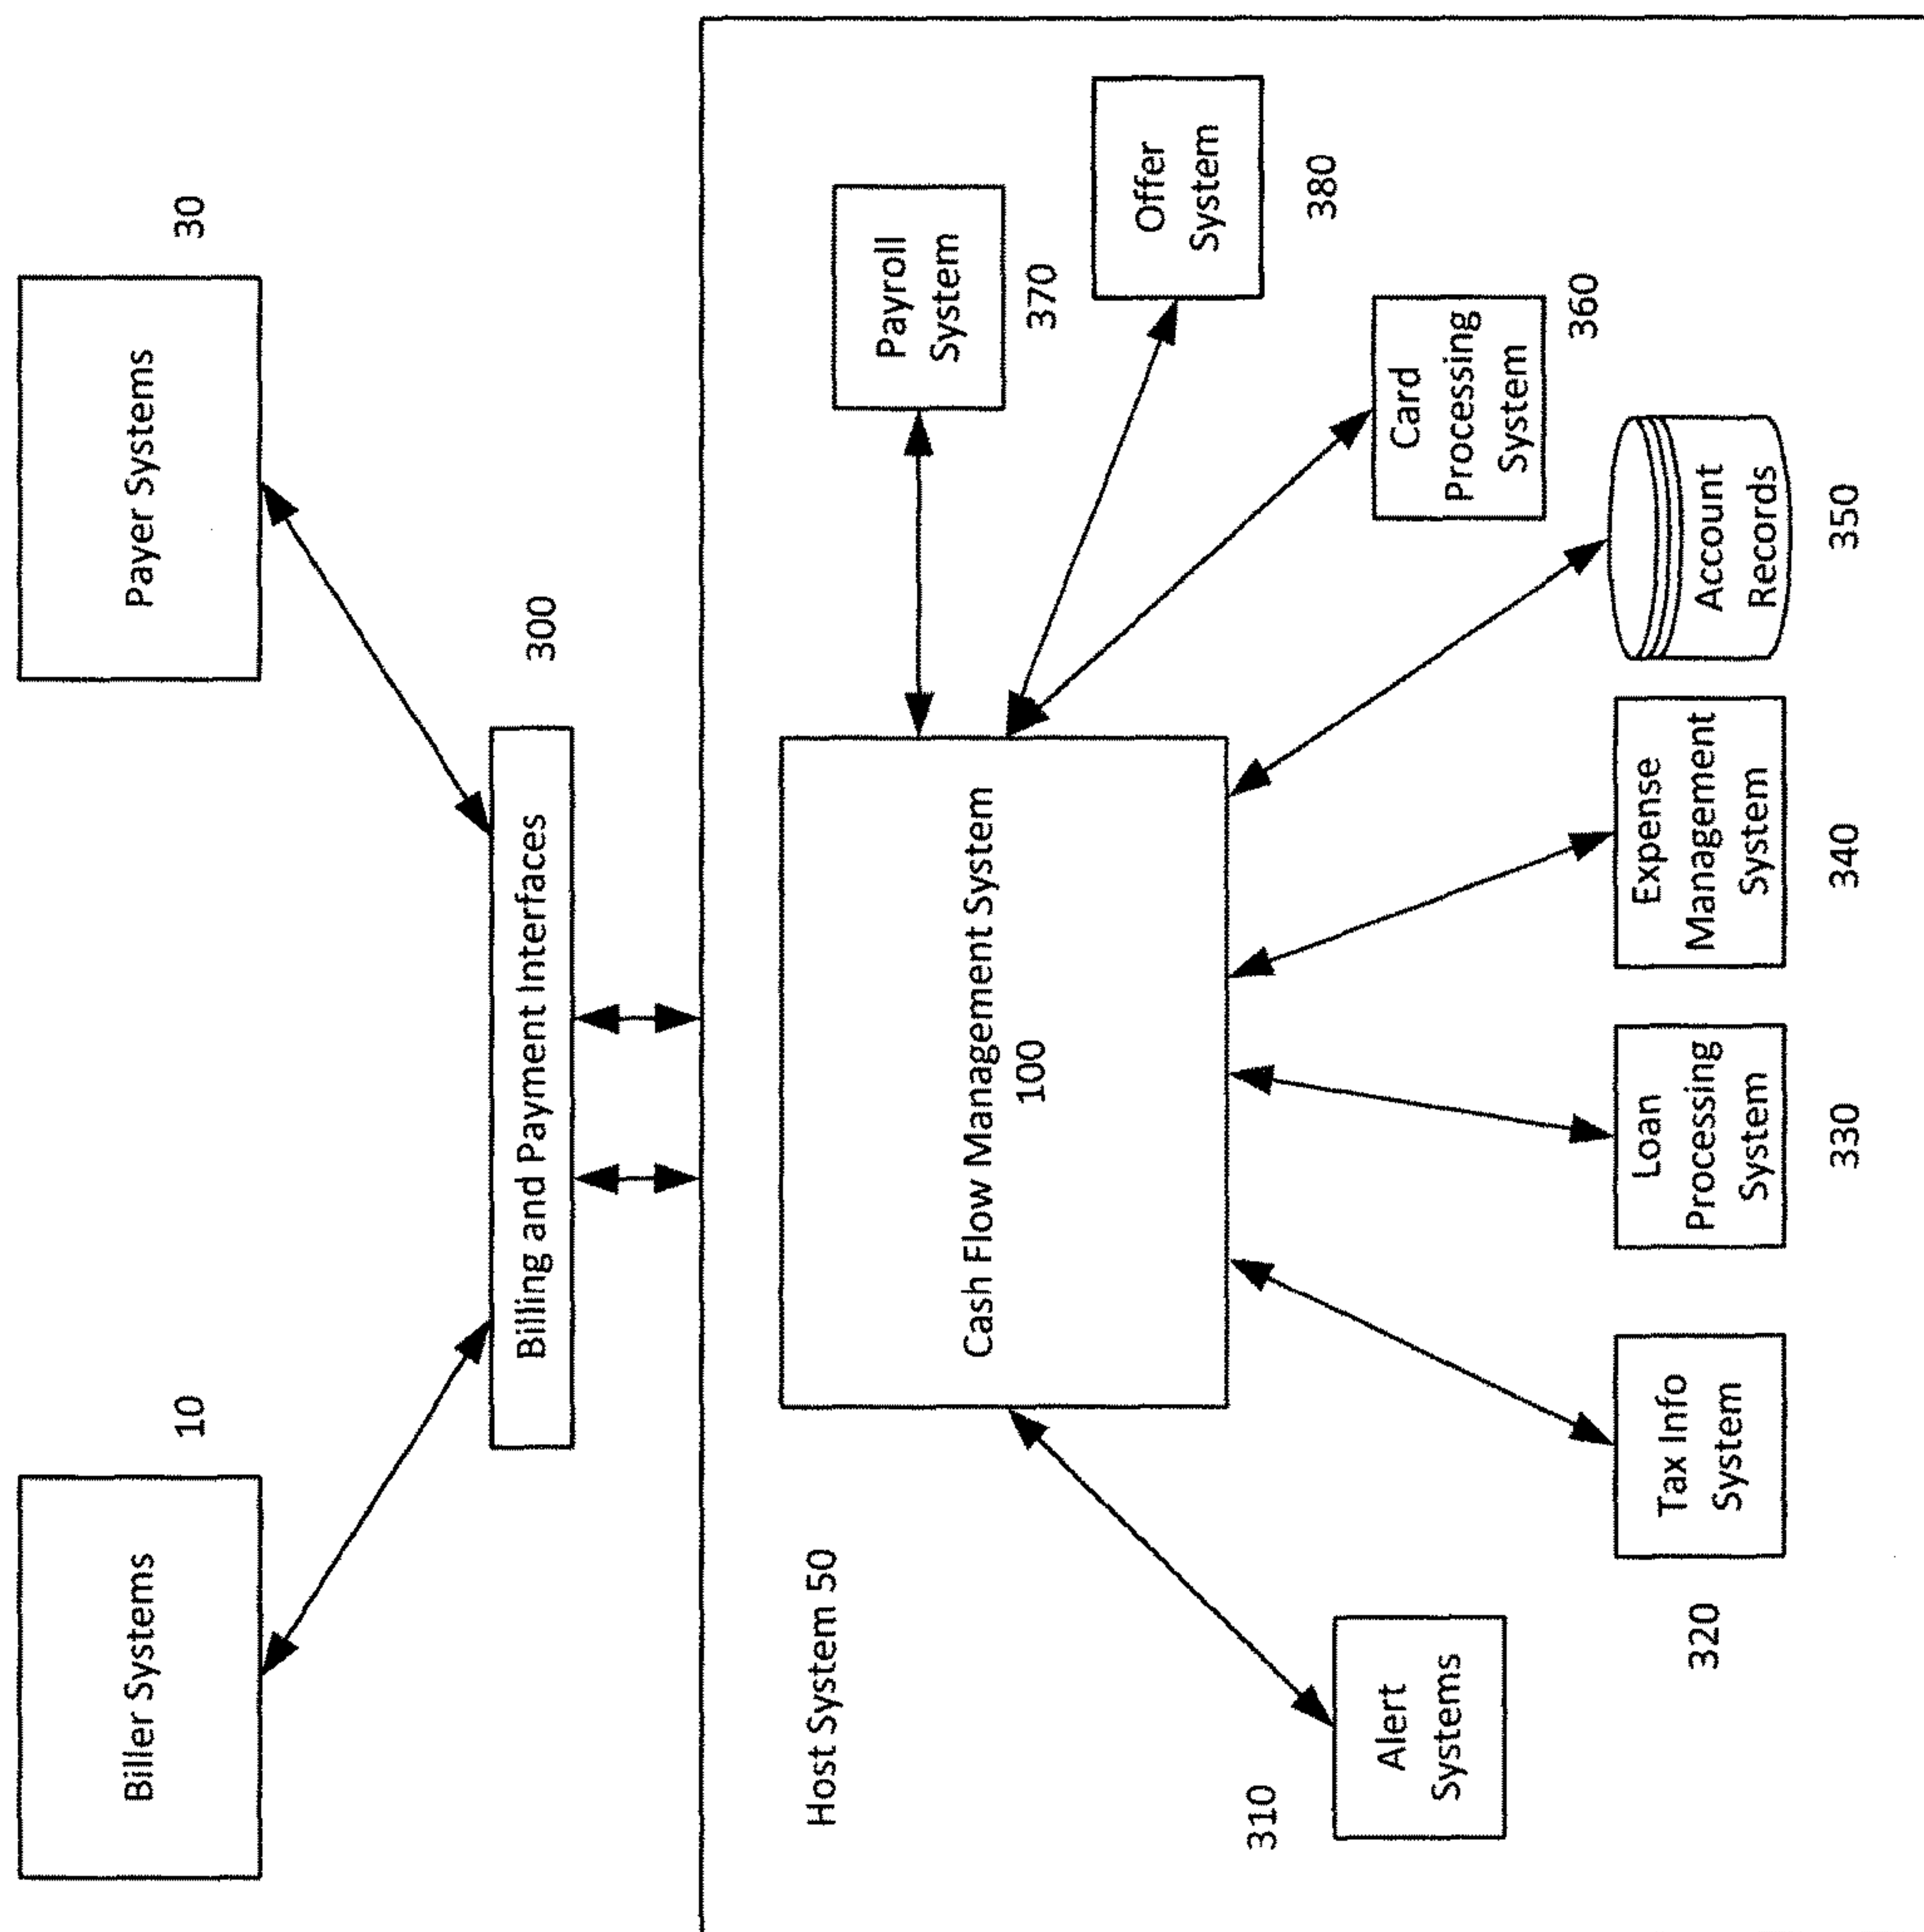 Biller Systems
10
Payer Systems
30
Billing and Payment Interfaces
300
Host System 50
Cash Flow Management System
100
Payroll
System
370
Offer
System
380
Card
Processing
System
360
Account
Records
350
Expense
Management
System
340
Loan
Processing
System
330
Tax Info
System
320
Alert
Systems
310